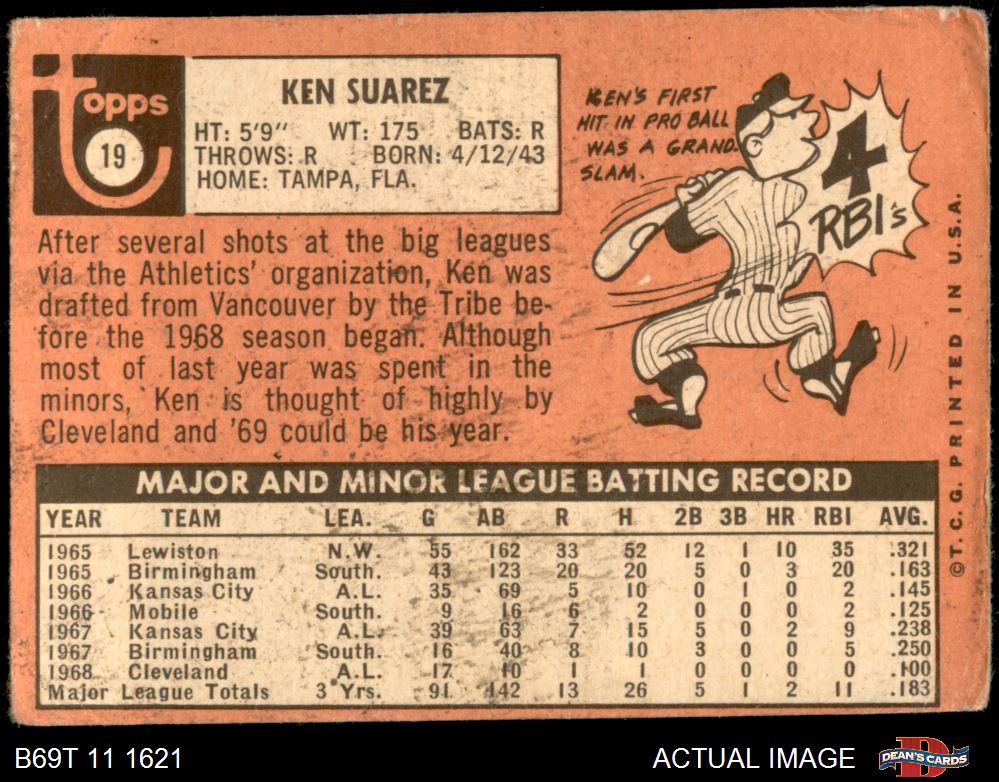 topps
19
KEN SUAREZ
HT: 5'9" WT: 175 BATS: R
THROWS: R BORN: 4/12/43
HOME: TAMPA, FLA.
After several shots at the big leagues
via the Athletics' organization, Ken was
drafted from Vancouver by the Tribe be-
fore the 1968 season began. Although
most of last year was spent in the
minors, Ken is thought of highly by
Cleveland and '69 could be his year.
KEN'S FIRST
HIT IN PRO BALL
WAS A GRAND
SLAM.
4
RBI's
MAJOR AND MINOR LEAGUE BATTING RECORD
YEAR TEAM LEA. G AB R H 2B 3B HR RBI AVG.
1965 Lewiston N.W. 55 162 33 52 12 1 10 35 .321
1965 Birmingham South. 43 123 20 20 5 0 3 20 .163
1966 Kansas City A.L. 35 69 5 10 0 1 0 2 .145
1966 Mobile South. 9 16 6 2 0 0 0 2 .125
1967 Kansas City A.L. 39 63 7 15 5 0 2 9 .238
1967 Birmingham South. 16 40 8 10 3 0 0 5 .250
1968 Cleveland A.L. 17 10 1 1 0 0 0 0 .100
Major League Totals 3 Yrs. 91 142 13 26 5 1 2 11 .183
©T.C.G. PRINTED IN U.S.A.
B69T 11 1621
ACTUAL IMAGE
DEAN'S CARDS